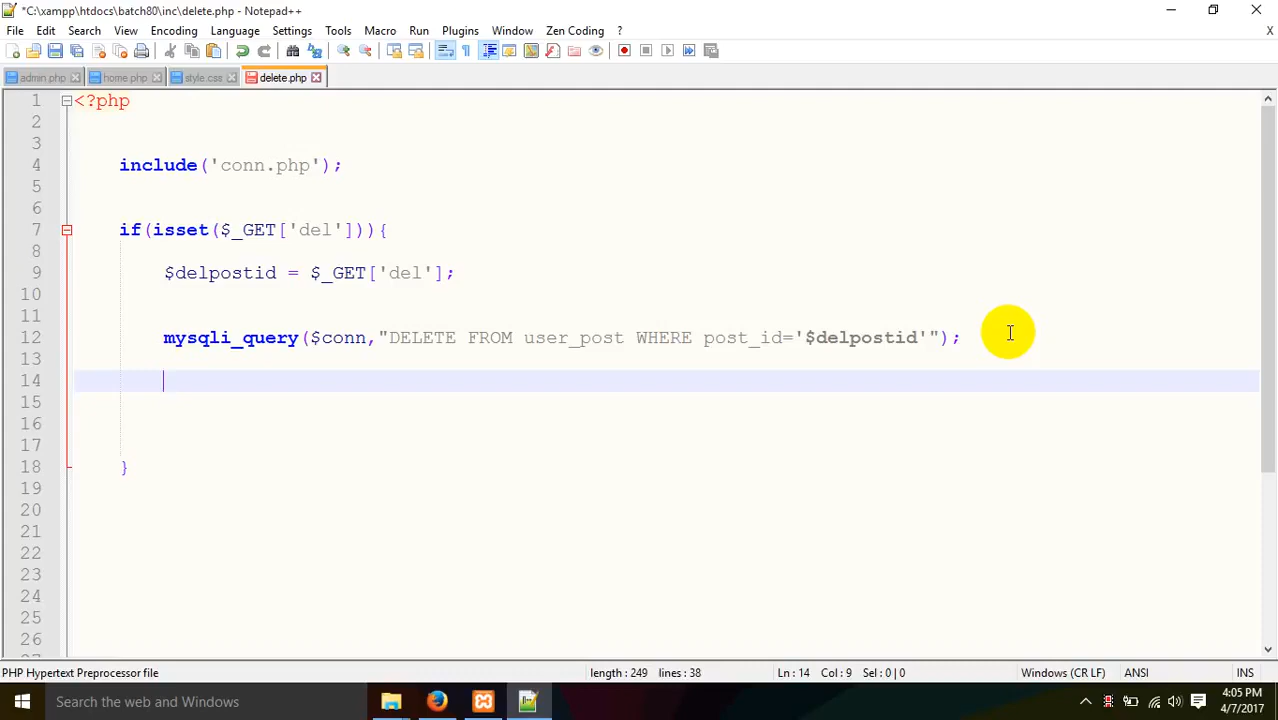 *C:\xampp\htdocs\batch80\inc\delete.php - Notepad++
File Edit Search View Encoding Language Settings Tools Macro Run Plugins Window Zen Coding ? X
admin.php home.php style.css delete.php
1 <?php
2
3
4 include('conn.php');
5
6
7 if(isset($_GET['del'])){
8
9 $delpostid = $_GET['del'];
10
11
12 mysqli_query($conn,"DELETE FROM user_post WHERE post_id='$delpostid'");
13
14
15
16
17
18 }
19
20
21
22
23
24
25
26
PHP Hypertext Preprocessor file length : 249 lines : 38 Ln : 14 Col : 9 Sel : 0 | 0 Windows (CR LF) ANSI INS
Search the web and Windows
4:05 PM
4/7/2017